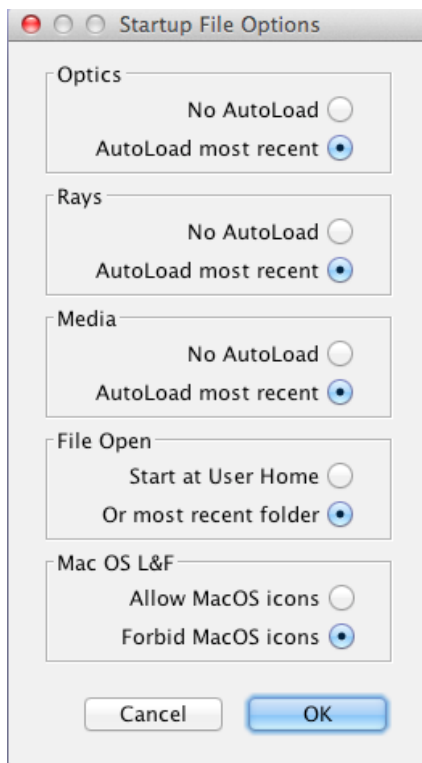 Startup File Options
Optics
No AutoLoad
AutoLoad most recent
Rays
No AutoLoad
AutoLoad most recent
Media
No AutoLoad
AutoLoad most recent
File Open
Start at User Home
Or most recent folder
Mac OS L&F
Allow MacOS icons
Forbid MacOS icons
Cancel OK